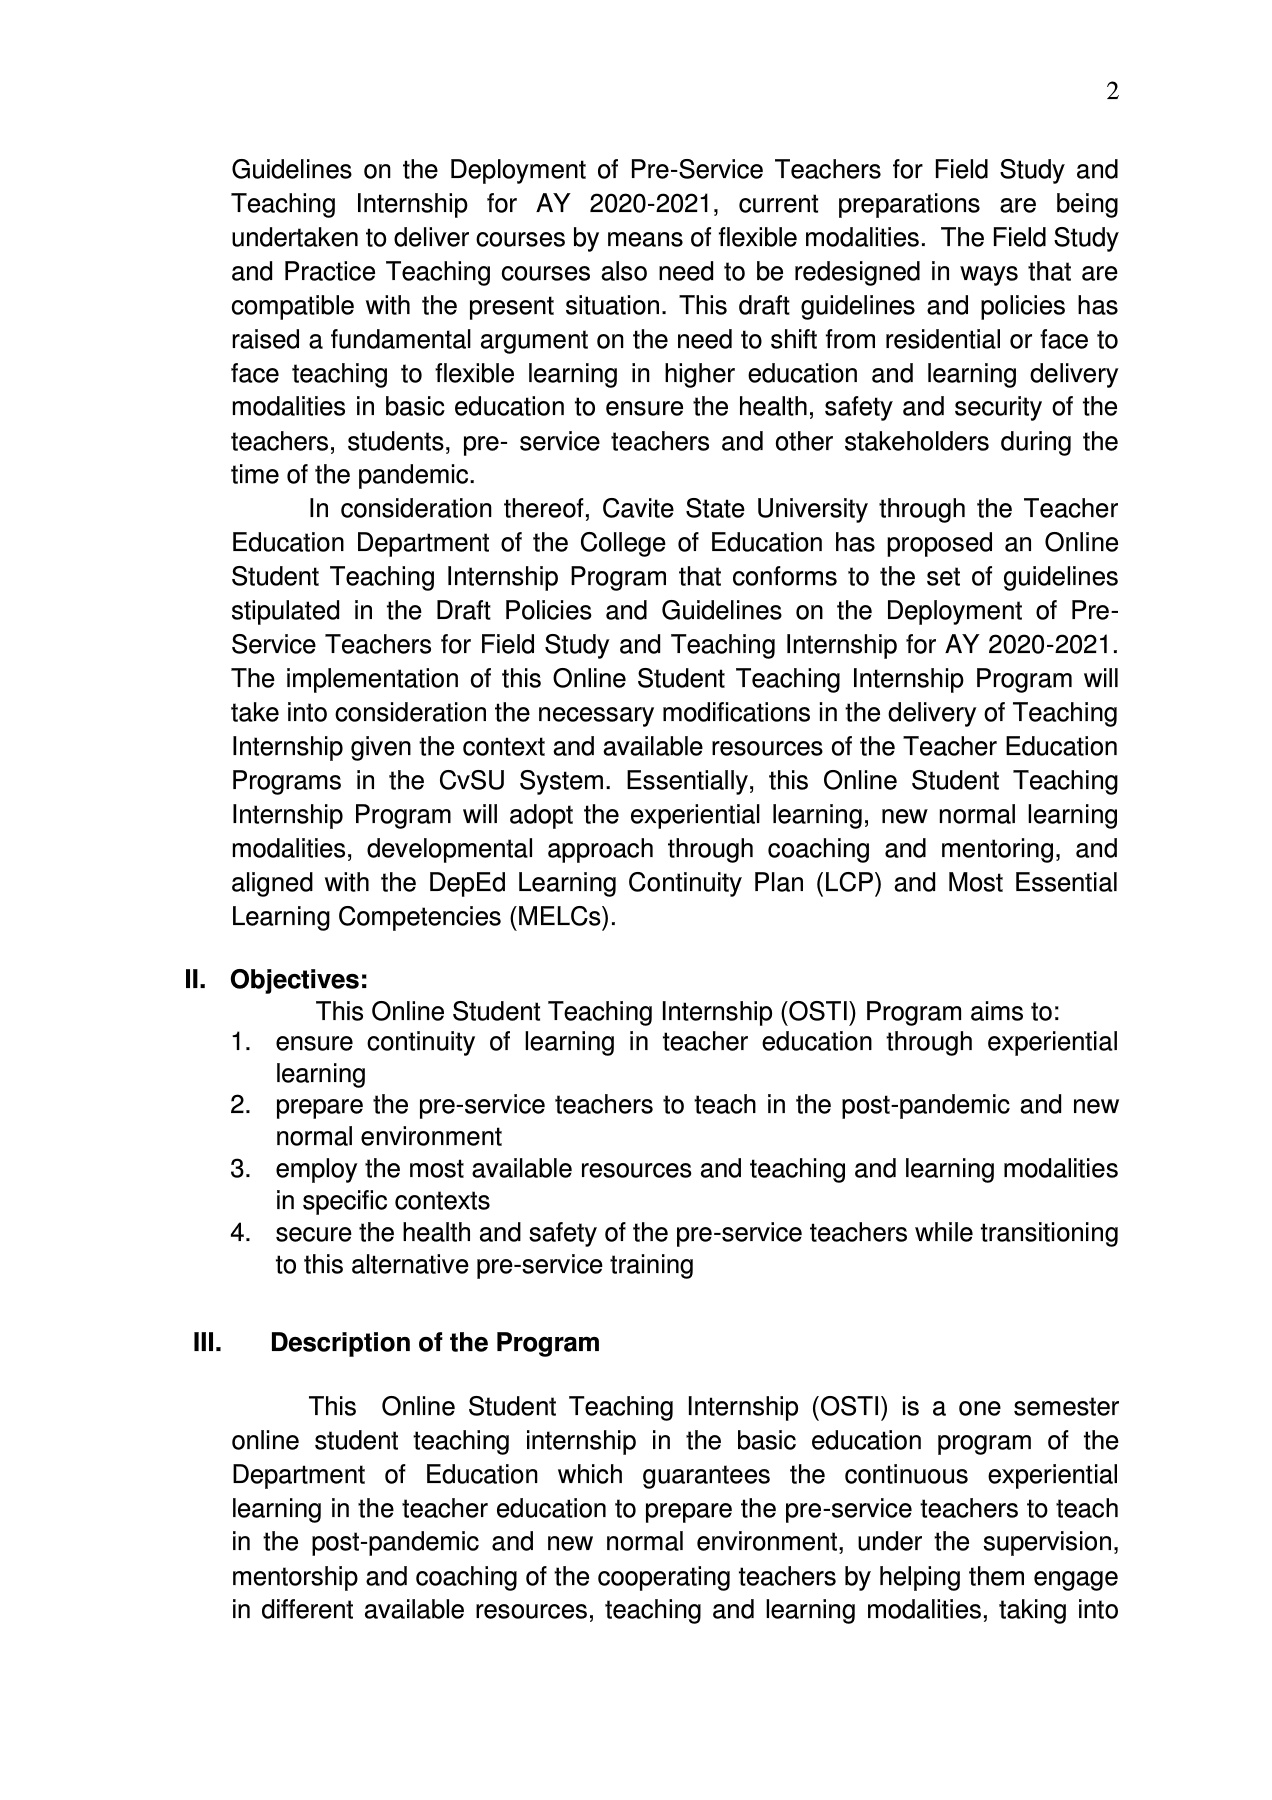 2
Guidelines on the Deployment of Pre-Service Teachers for Field Study and
Teaching Internship for AY 2020-2021, current preparations are being
undertaken to deliver courses by means of flexible modalities.  The Field Study
and Practice Teaching courses also need to be redesigned in ways that are
compatible with the present situation. This draft guidelines and policies has
raised a fundamental argument on the need to shift from residential or face to
face teaching to flexible learning in higher education and learning delivery
modalities in basic education to ensure the health, safety and security of the
teachers, students, pre- service teachers and other stakeholders during the
time of the pandemic.
In consideration thereof, Cavite State University through the Teacher
Education Department of the College of Education has proposed an Online
Student Teaching Internship Program that conforms to the set of guidelines
stipulated in the Draft Policies and Guidelines on the Deployment of Pre-
Service Teachers for Field Study and Teaching Internship for AY 2020-2021.
The implementation of this Online Student Teaching Internship Program will
take into consideration the necessary modifications in the delivery of Teaching
Internship given the context and available resources of the Teacher Education
Programs in the CvSU System. Essentially, this Online Student Teaching
Internship Program will adopt the experiential learning, new normal learning
modalities, developmental approach through coaching and mentoring, and
aligned with the DepEd Learning Continuity Plan (LCP) and Most Essential
Learning Competencies (MELCs).
II. Objectives:
This Online Student Teaching Internship (OSTI) Program aims to:
1. ensure continuity of learning in teacher education through experiential
learning
2. prepare the pre-service teachers to teach in the post-pandemic and new
normal environment
3. employ the most available resources and teaching and learning modalities
in specific contexts
4. secure the health and safety of the pre-service teachers while transitioning
to this alternative pre-service training
III. Description of the Program
This  Online Student Teaching Internship (OSTI) is a one semester
online student teaching internship in the basic education program of the
Department of Education which guarantees the continuous experiential
learning in the teacher education to prepare the pre-service teachers to teach
in the post-pandemic and new normal environment, under the supervision,
mentorship and coaching of the cooperating teachers by helping them engage
in different available resources, teaching and learning modalities, taking into